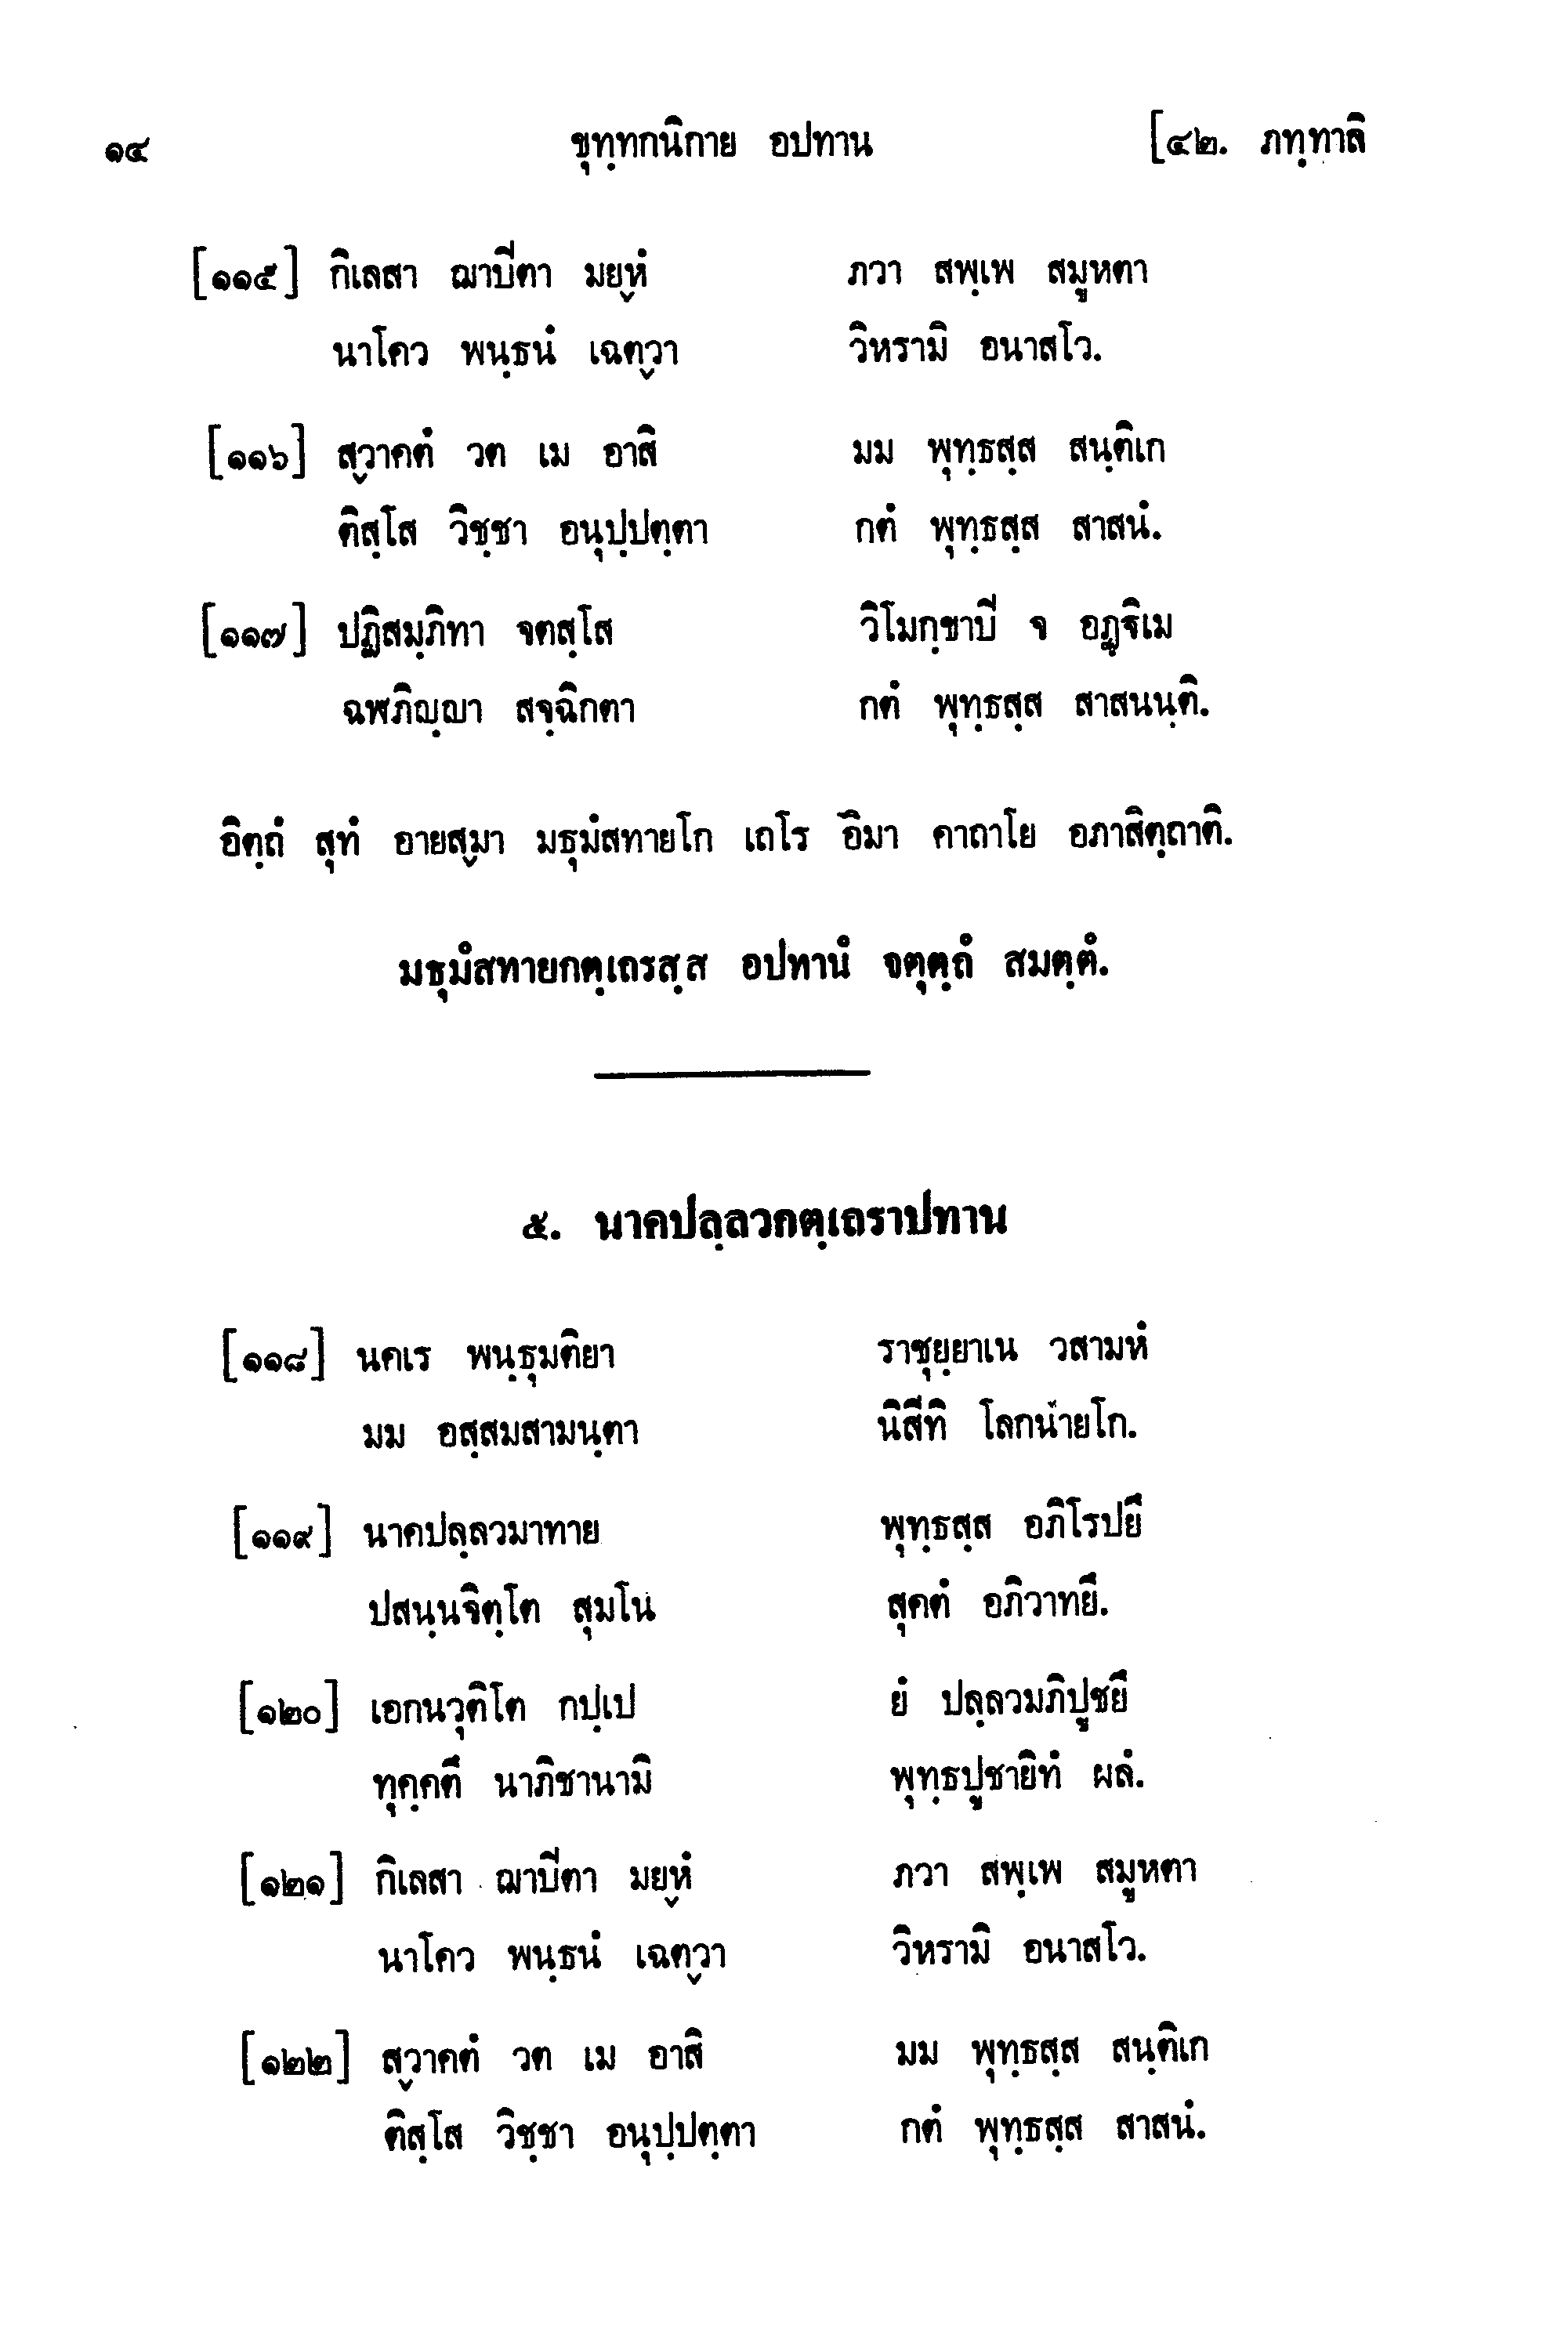 ๑๔ ขุทฺทกนิกาย อปทาน [๔๒. ภทฺทาลิ
[๑๑๕] กิเลสา ฌาปิตา มยฺหํ ภวา สพฺเพ สมูหตา
นาโคว พนฺธนํ เฉตฺวา วิหรามิ อนาสโว.
[๑๑๖] สฺวาคตํ วต เม อาสิ มม พุทฺธสฺส สนฺติเก
ติสฺโส วิชฺชา อนุปฺปตฺตา กตํ พุทฺธสฺส สาสนํ.
[๑๑๗] ปฏิสมฺภิทา จตสฺโส วิโมกฺขาปิ จ อฏฺฐิเม
ฉฬภิญฺญา สจฺฉิกตา กตํ พุทฺธสฺส สาสนนฺติ.
อิตฺถํ สุทํ อายสฺมา มธุมํสทายโก เถโร อิมา คาถาโย อภาสิตฺถาติ.
มธุมํสทายกตฺเถรสฺส อปทานํ จตุตฺถํ สมตฺตํ.
๕. นาคปลฺลวกตฺเถราปทาน
[๑๑๘] นคเร พนฺธุมติยา ราชุยฺยาเน วสามหํ
มม อสฺสมสามนฺตา นิสีทิ โลกนายโก.
[๑๑๙] นาคปลฺลวมาทาย พุทฺธสฺส อภิโรปยึ
ปสนฺนจิตฺโต สุมโน สุคตํ อภิวาทยึ.
[๑๒๐] เอกนวุติโต กปฺเป ยํ ปลฺลวมภิปูชยึ
ทุคฺคตึ นาภิชานามิ พุทฺธปูชายิทํ ผลํ.
[๑๒๑] กิเลสา ฌาปิตา มยฺหํ ภวา สพฺเพ สมูหตา
นาโคว พนฺธนํ เฉตฺวา วิหรามิ อนาสโว.
[๑๒๒] สฺวาคตํ วต เม อาสิ มม พุทฺธสฺส สนฺติเก
ติสฺโส วิชฺชา อนุปฺปตฺตา กตํ พุทฺธสฺส สาสนํ.